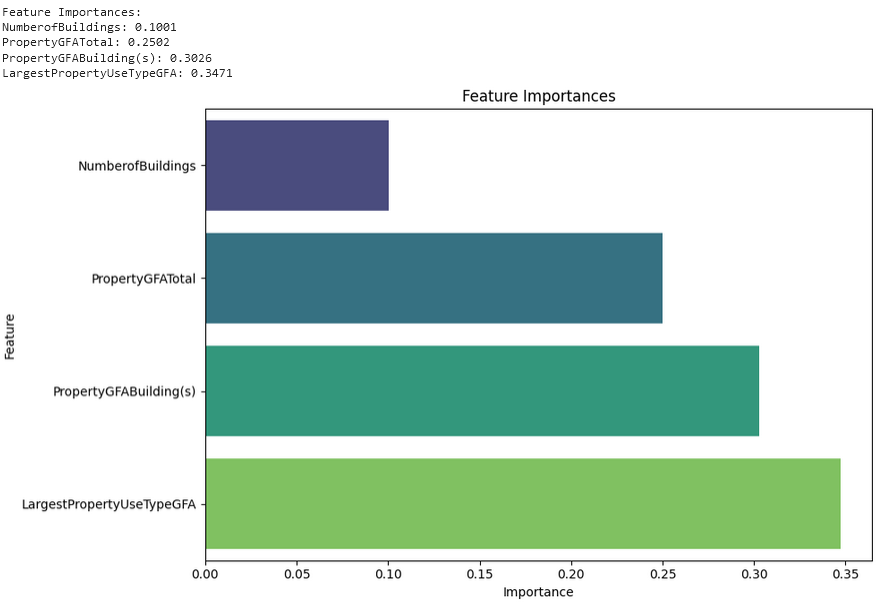 Feature Importances:
NumberofBuildings: 0.1001
PropertyGFATotal: 0.2502
PropertyGFABuilding(s): 0.3026
LargestPropertyUseTypeGFA: 0.3471
Feature Importances
NumberofBuildings
PropertyGFATotal
Feature
PropertyGFABuilding(s)
LargestPropertyUseTypeGFA
0.00 0.05 0.10 0.15 0.20 0.25 0.30 0.35
Importance